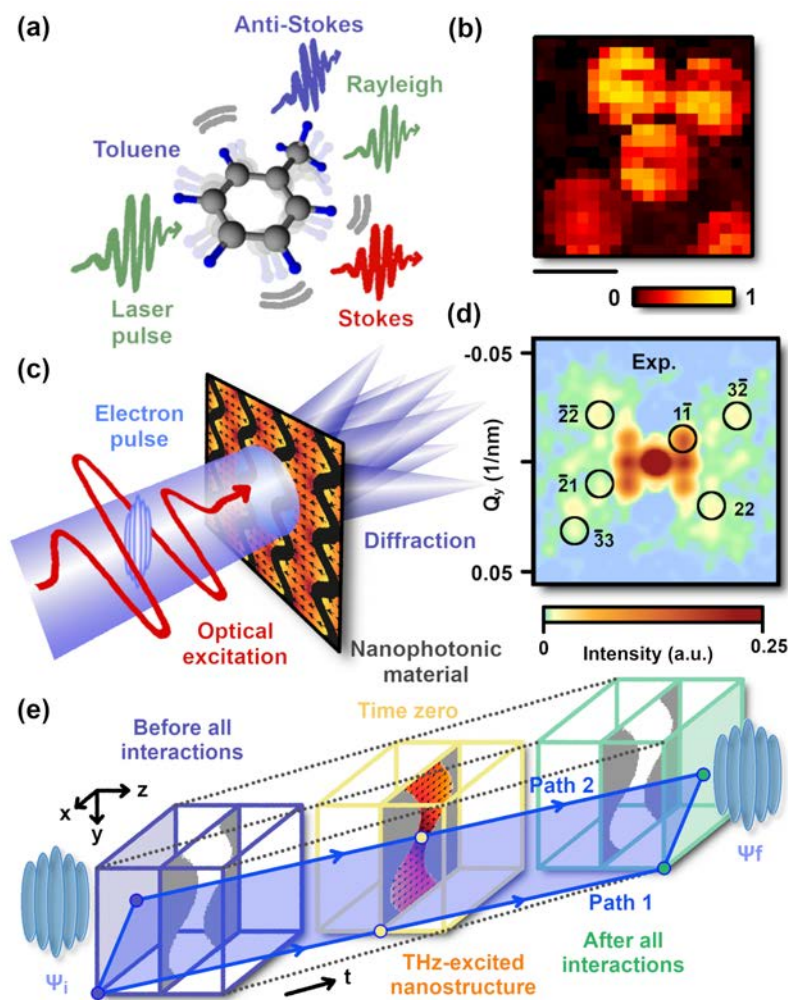 (a)
Anti-Stokes
Rayleigh
Toluene
Laser
pulse
Stokes
(b)
0 1
(c)
Electron
pulse
Optical
excitation
Diffraction
Nanophotonic
material
(d)
Exp.
-0.05
Q_y (1/nm)
0.05
2̅2̅
11̅
32̅
2̅1
22
3̅3
0 0.25
Intensity (a.u.)
(e)
Before all
interactions
Time zero
x
y
z
Path 2
Path 1
Ψi
Ψf
t
THz-excited
nanostructure
After all
interactions